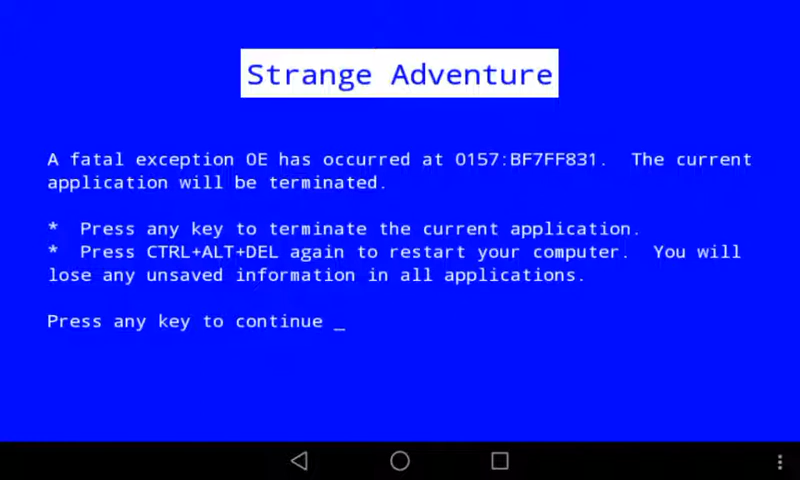 Strange Adventure
A fatal exception 0E has occurred at 0157:BF7FF831.  The current
application will be terminated.
*  Press any key to terminate the current application.
*  Press CTRL+ALT+DEL again to restart your computer.  You will
lose any unsaved information in all applications.
Press any key to continue _